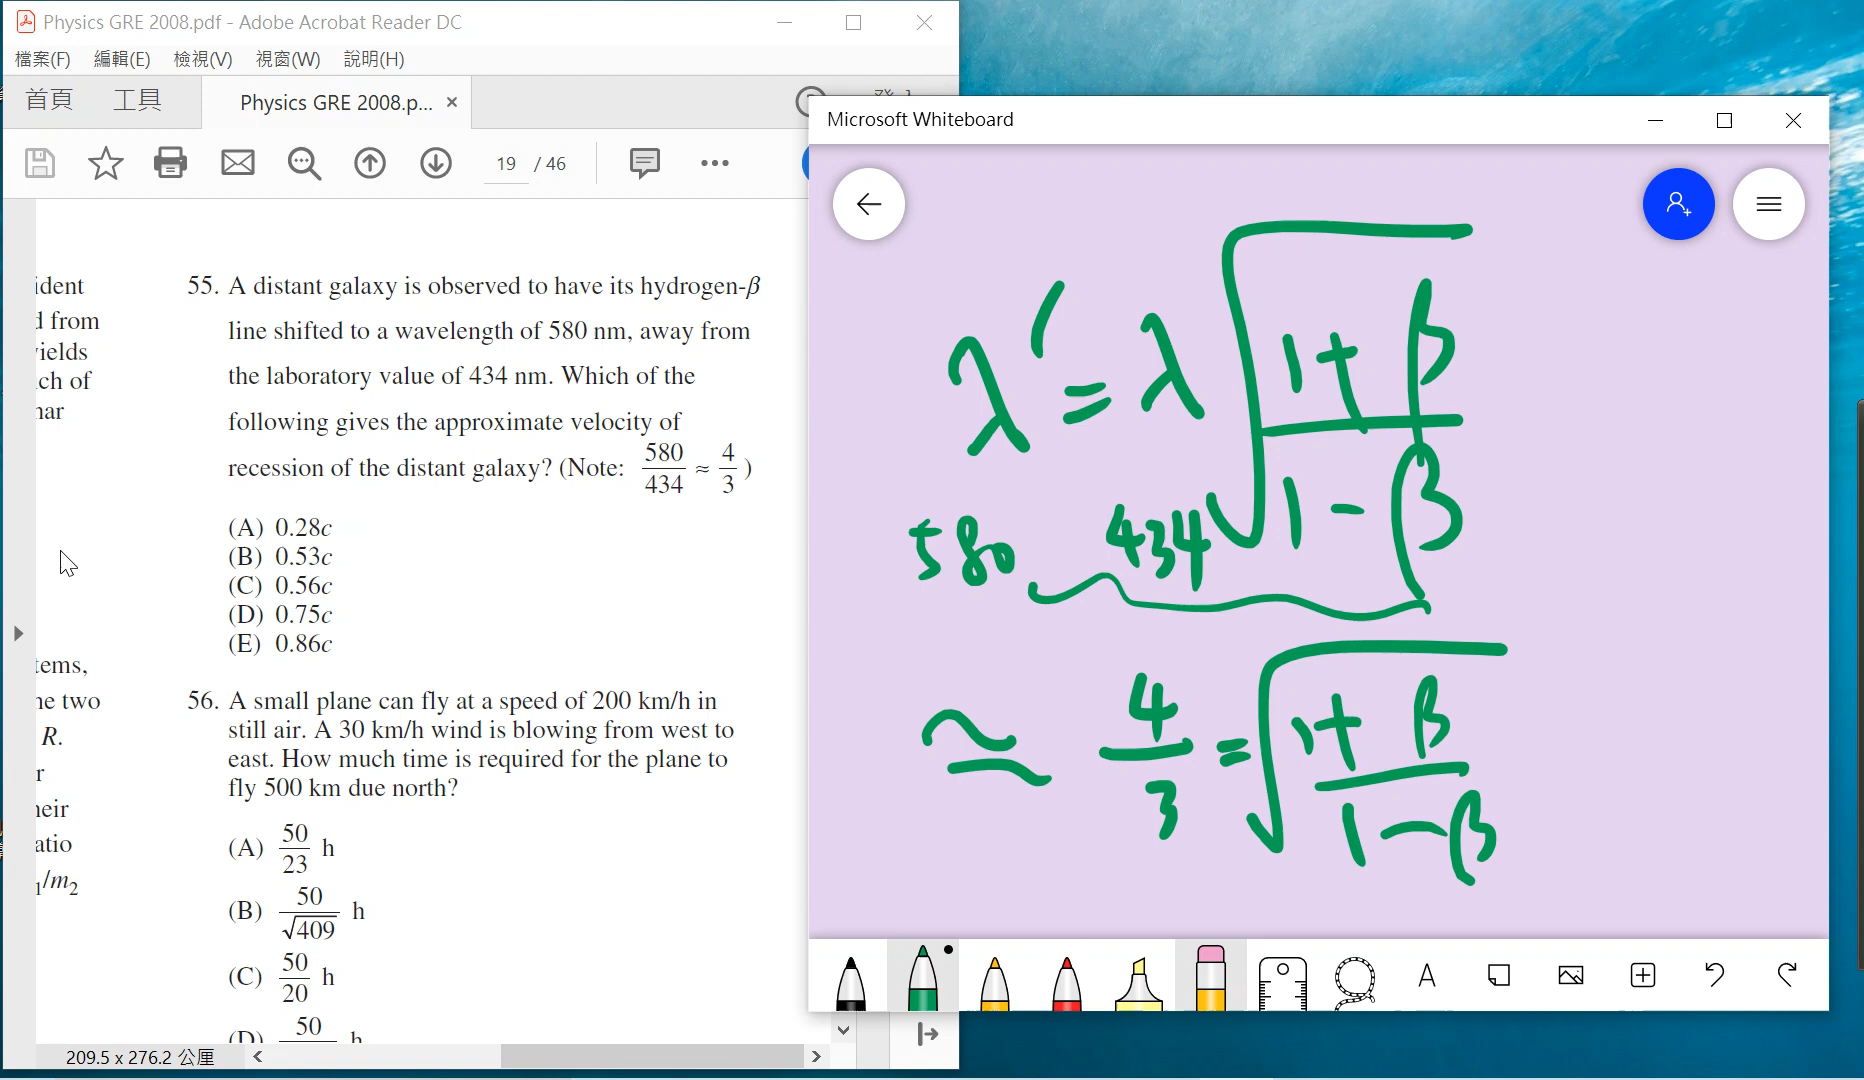 Physics GRE 2008.pdf - Adobe Acrobat Reader DC
檔案(F) 編輯(E) 檢視(V) 視窗(W) 說明(H)
首頁 工具 Physics GRE 2008.p... ×
19 / 46
ident
d from
ields
ch of
nar
tems,
ne two
R.
r
heir
atio
₁/m₂
55. A distant galaxy is observed to have its hydrogen-β
line shifted to a wavelength of 580 nm, away from
the laboratory value of 434 nm. Which of the
following gives the approximate velocity of
recession of the distant galaxy? (Note: 580/434 ≈ 4/3 )
(A) 0.28c
(B) 0.53c
(C) 0.56c
(D) 0.75c
(E) 0.86c
56. A small plane can fly at a speed of 200 km/h in
still air. A 30 km/h wind is blowing from west to
east. How much time is required for the plane to
fly 500 km due north?
(A) 50/23 h
(B) 50/√409 h
(C) 50/20 h
(D) 50 h
209.5 x 276.2 公厘
Microsoft Whiteboard
λ' = λ √(1+β / 1-β)
580 434
≈ 4/3 = √(1+β / 1-β)
A